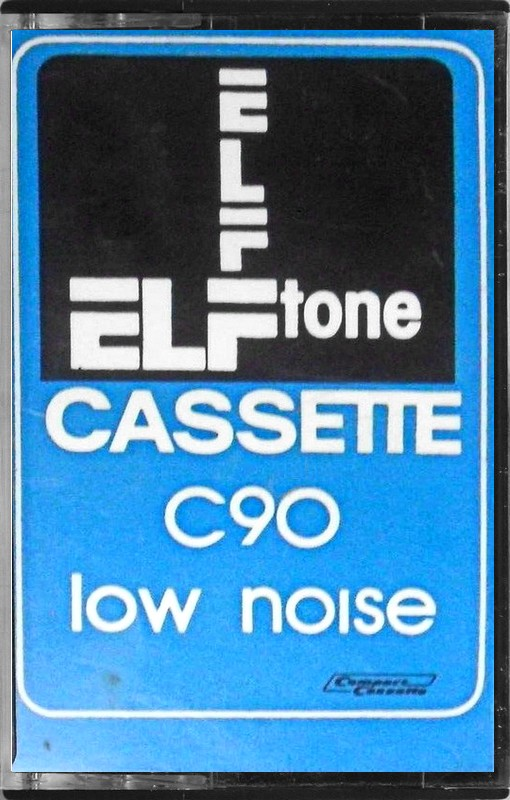 ELF
ELFtone
CASSETTE
C90
low noise
Compact
Cassette